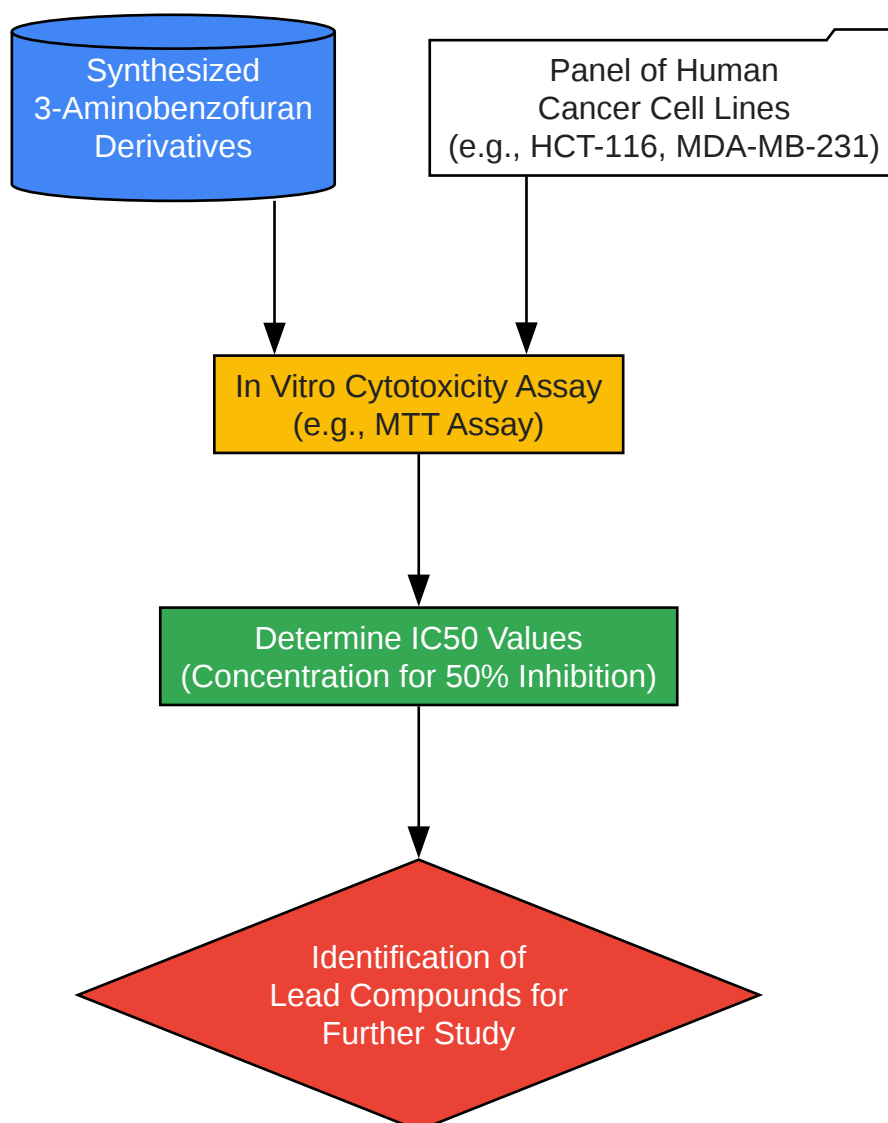 Synthesized
3-Aminobenzofuran
Derivatives
Panel of Human
Cancer Cell Lines
(e.g., HCT-116, MDA-MB-231)
In Vitro Cytotoxicity Assay
(e.g., MTT Assay)
Determine IC50 Values
(Concentration for 50% Inhibition)
Identification of
Lead Compounds for
Further Study